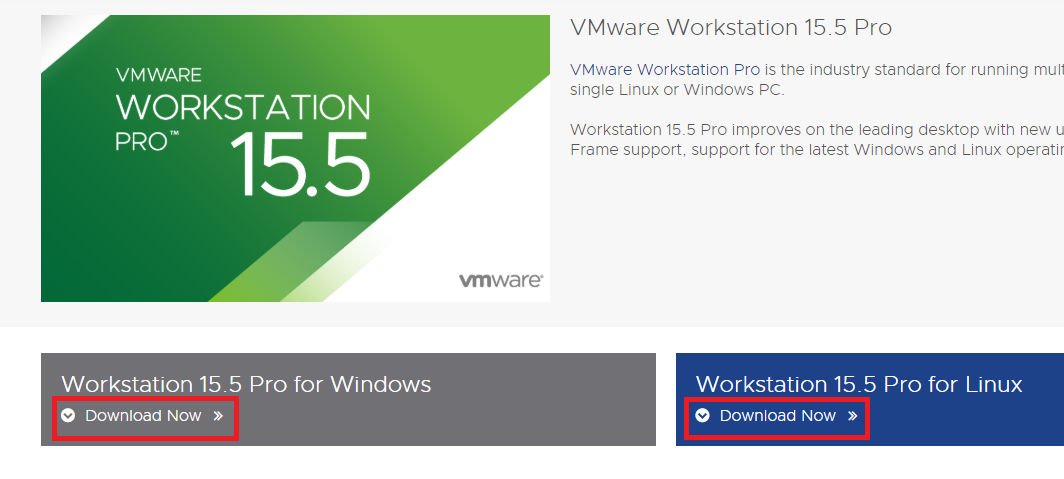 VMWARE
WORKSTATION
PRO™
15.5
vmware®
VMware Workstation 15.5 Pro
VMware Workstation Pro is the industry standard for running mult
single Linux or Windows PC.
Workstation 15.5 Pro improves on the leading desktop with new u
Frame support, support for the latest Windows and Linux operatin
Workstation 15.5 Pro for Windows
Download Now »
Workstation 15.5 Pro for Linux
Download Now »